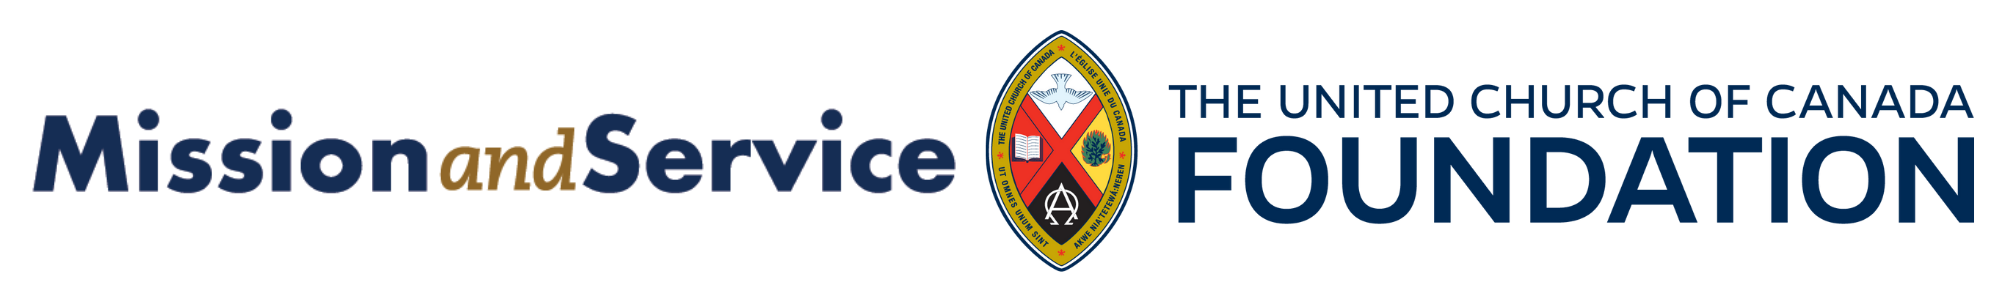 MissionandService
THE UNITED CHURCH OF CANADA
L'ÉGLISE UNIE DU CANADA
AKWE NIA'TETEWÁ:NEREN
UT OMNES UNUM SINT
ΑΩ
THE UNITED CHURCH OF CANADA
FOUNDATION